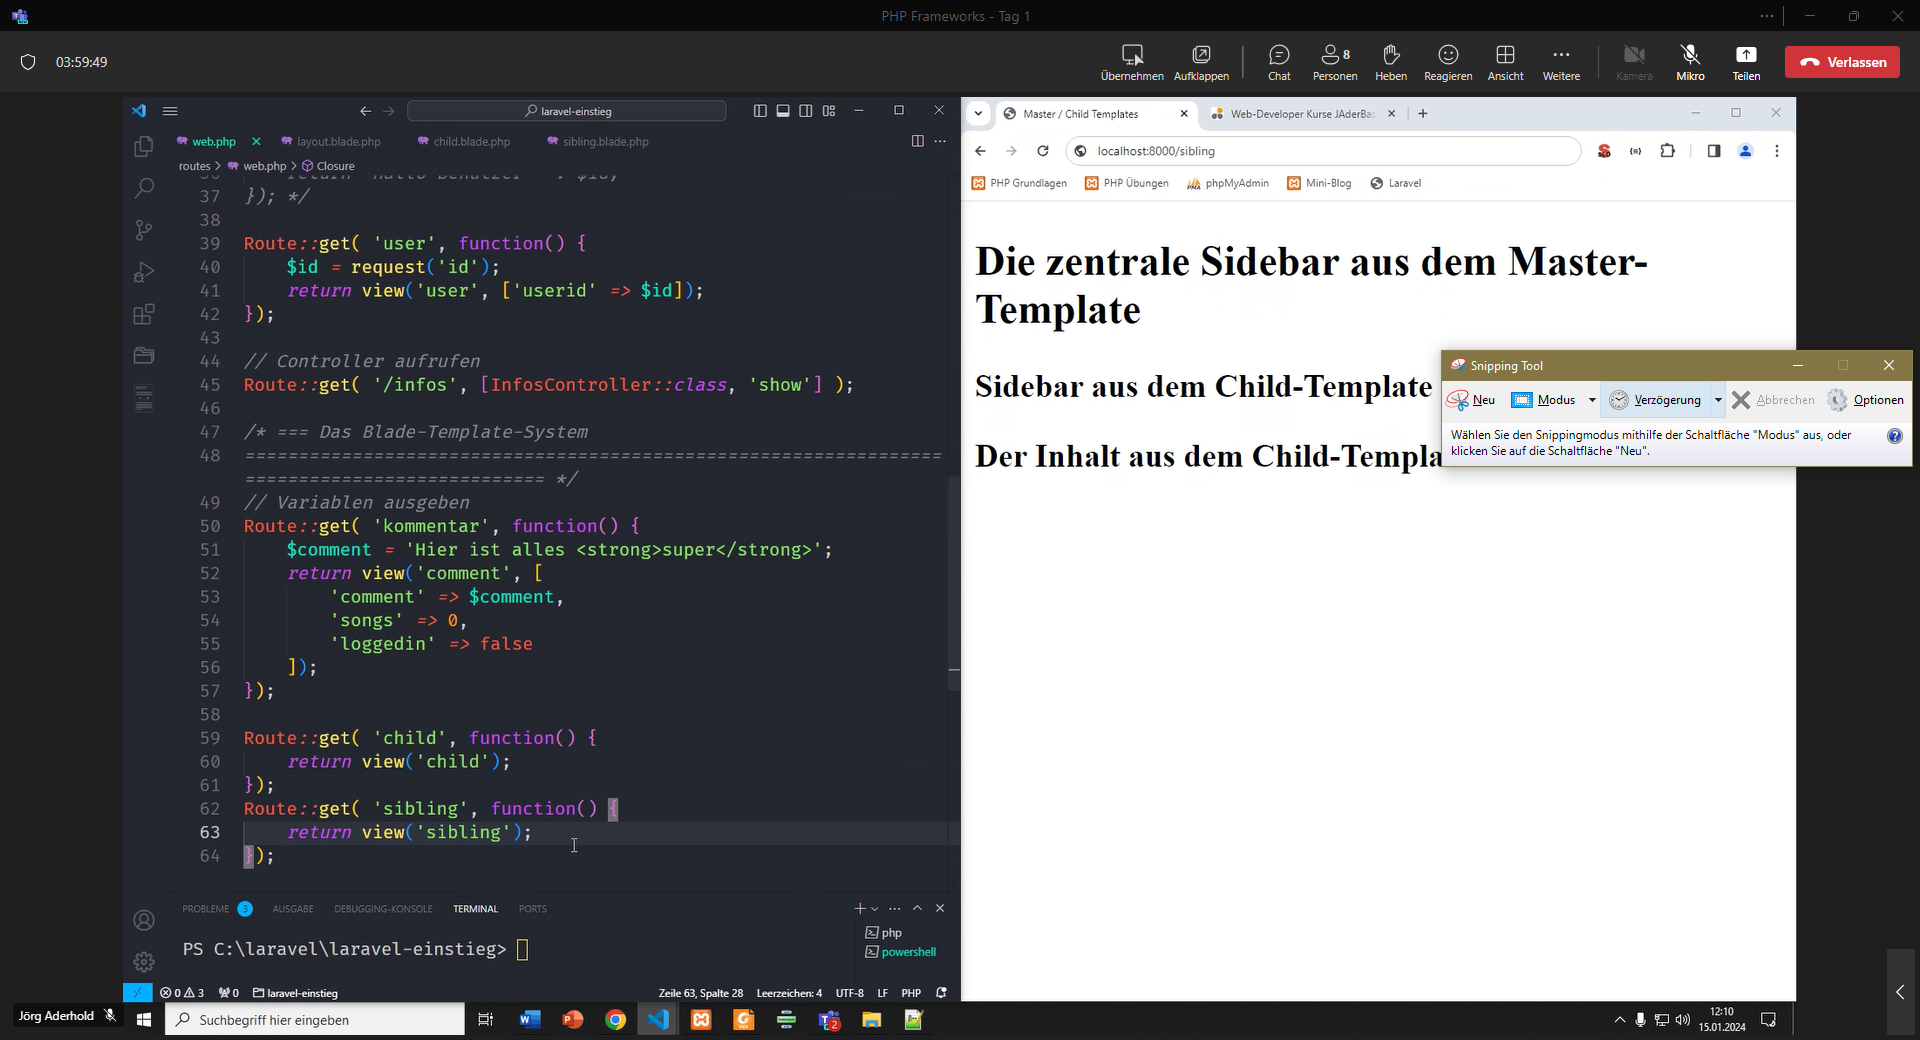 PHP Frameworks - Tag 1
03:59:49
Übernehmen
Aufklappen
Chat
8
Personen
Heben
Reagieren
Ansicht
Weitere
Kamera
Mikro
Teilen
Verlassen
laravel-einstieg
web.php
layout.blade.php
child.blade.php
sibling.blade.php
routes > web.php > Closure
37 }); */
38
39 Route::get( 'user', function() {
40 $id = request('id');
41 return view('user', ['userid' => $id]);
42 });
43
44 // Controller aufrufen
45 Route::get( '/infos', [InfosController::class, 'show'] );
46
47 /* === Das Blade-Template-System
48 =================================================================
============================ */
49 // Variablen ausgeben
50 Route::get( 'kommentar', function() {
51 $comment = 'Hier ist alles <strong>super</strong>';
52 return view('comment', [
53 'comment' => $comment,
54 'songs' => 0,
55 'loggedin' => false
56 ]);
57 });
58
59 Route::get( 'child', function() {
60 return view('child');
61 });
62 Route::get( 'sibling', function() {
63 return view('sibling');
64 });
PROBLEME 3 AUSGABE DEBUGGING-KONSOLE TERMINAL PORTS
PS C:\laravel\laravel-einstieg>
php
powershell
0 3 0 laravel-einstieg
Zeile 63, Spalte 28 Leerzeichen: 4 UTF-8 LF PHP
Master / Child Templates
Web-Developer Kurse JAderBas
localhost:8000/sibling
PHP Grundlagen PHP Übungen phpMyAdmin Mini-Blog Laravel
Die zentrale Sidebar aus dem Master-
Template
Sidebar aus dem Child-Template
Der Inhalt aus dem Child-Templa
Snipping Tool
Neu Modus Verzögerung Abbrechen Optionen
Wählen Sie den Snippingmodus mithilfe der Schaltfläche "Modus" aus, oder
klicken Sie auf die Schaltfläche "Neu".
Jörg Aderhold
Suchbegriff hier eingeben
2
12:10
15.01.2024